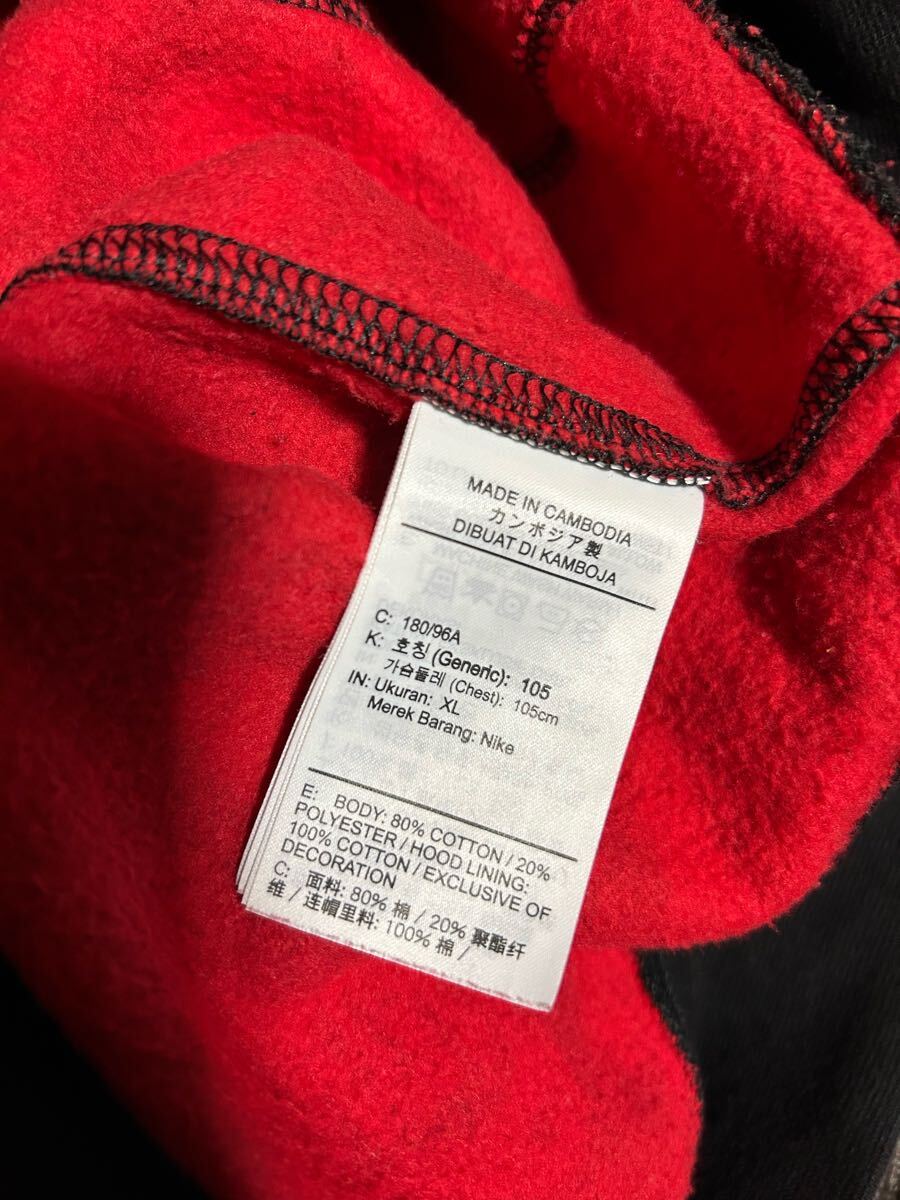 MADE IN CAMBODIA
カンボジア製
DIBUAT DI KAMBOJA
C: 180/96A
K: 호칭 (Generic): 105
가슴둘레 (Chest): 105cm
IN: Ukuran: XL
Merek Barang: Nike
E: BODY: 80% COTTON / 20%
POLYESTER / HOOD LINING:
100% COTTON / EXCLUSIVE OF
DECORATION
C: 面料: 80% 棉 / 20% 聚酯纤
维 / 连帽里料: 100% 棉 /